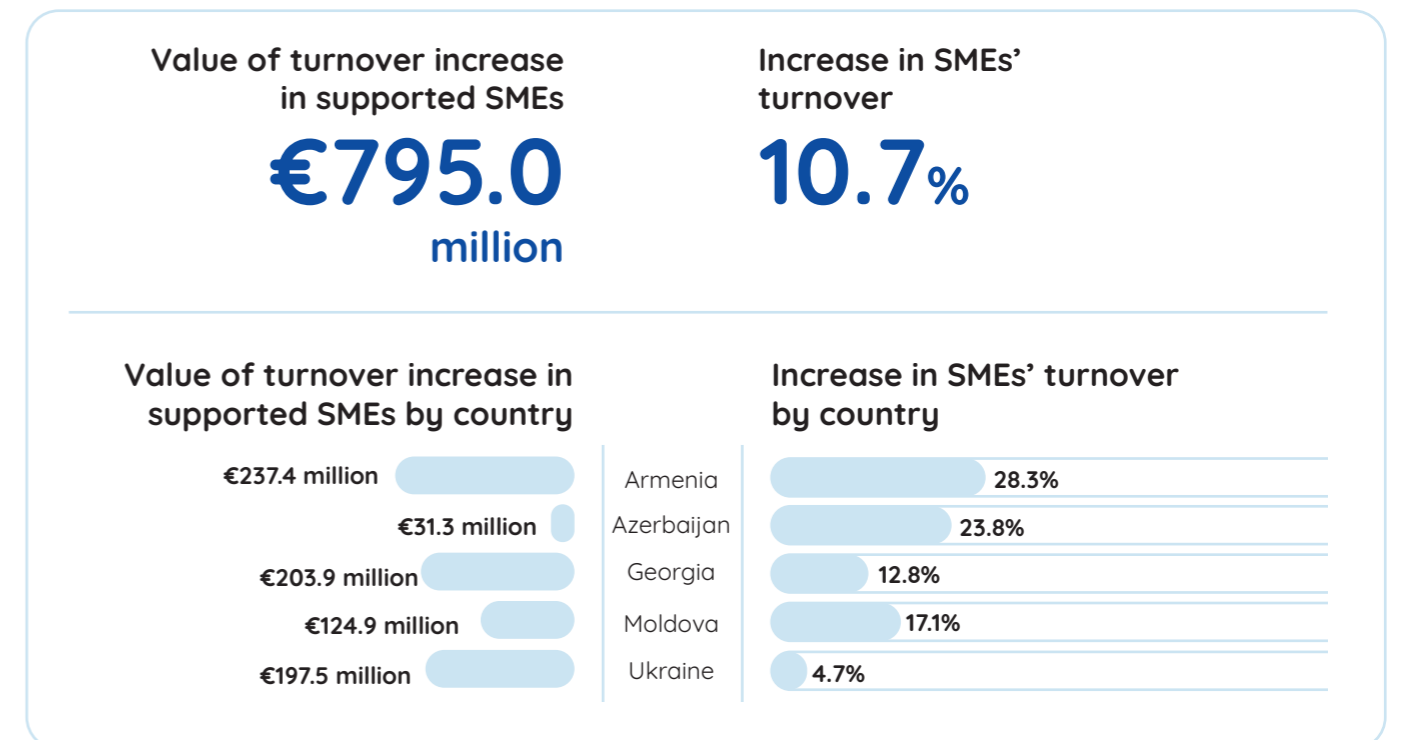 Value of turnover increase
in supported SMEs
€795.0
million
Increase in SMEs’
turnover
10.7%
Value of turnover increase in
supported SMEs by country
Increase in SMEs’ turnover
by country
€237.4 million Armenia 28.3%
€31.3 million Azerbaijan 23.8%
€203.9 million Georgia 12.8%
€124.9 million Moldova 17.1%
€197.5 million Ukraine 4.7%